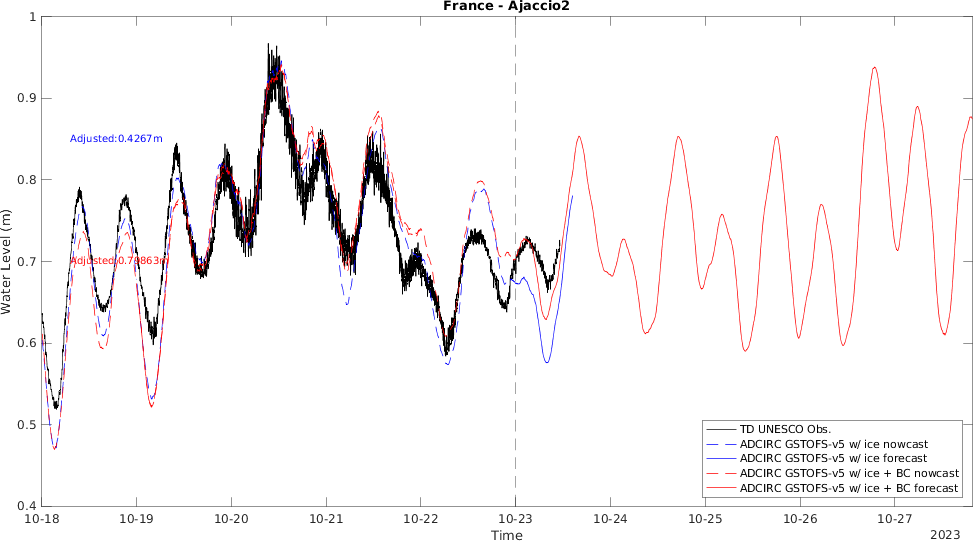 France - Ajaccio2
1
0.9
0.8
0.7
0.6
0.5
0.4
Water Level (m)
Adjusted:0.4267m
TD UNESCO Obs.
ADCIRC GSTOFS-v5 w/ ice nowcast
ADCIRC GSTOFS-v5 w/ ice forecast
ADCIRC GSTOFS-v5 w/ ice + BC nowcast
ADCIRC GSTOFS-v5 w/ ice + BC forecast
10-18 10-19 10-20 10-21 10-22 10-23 10-24 10-25 10-26 10-27
Time
2023